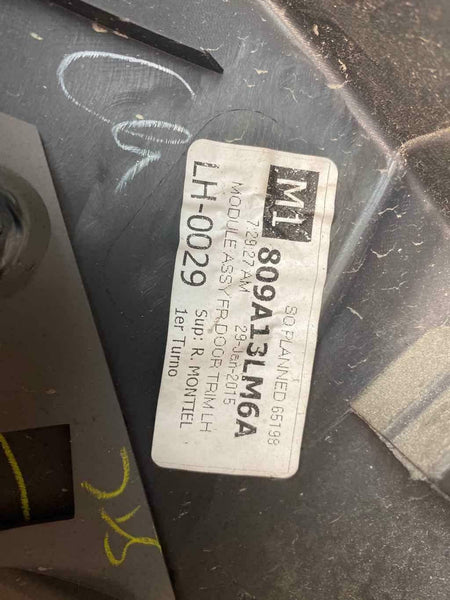 M1
SQ PLANNED 65198
809A13LM6A
7:29:27 AM 29-Jan-2015
MODULE ASSY FR,DOOR TRIM LH
LH-0029
Sup: R. MONTIEL
1er Turno